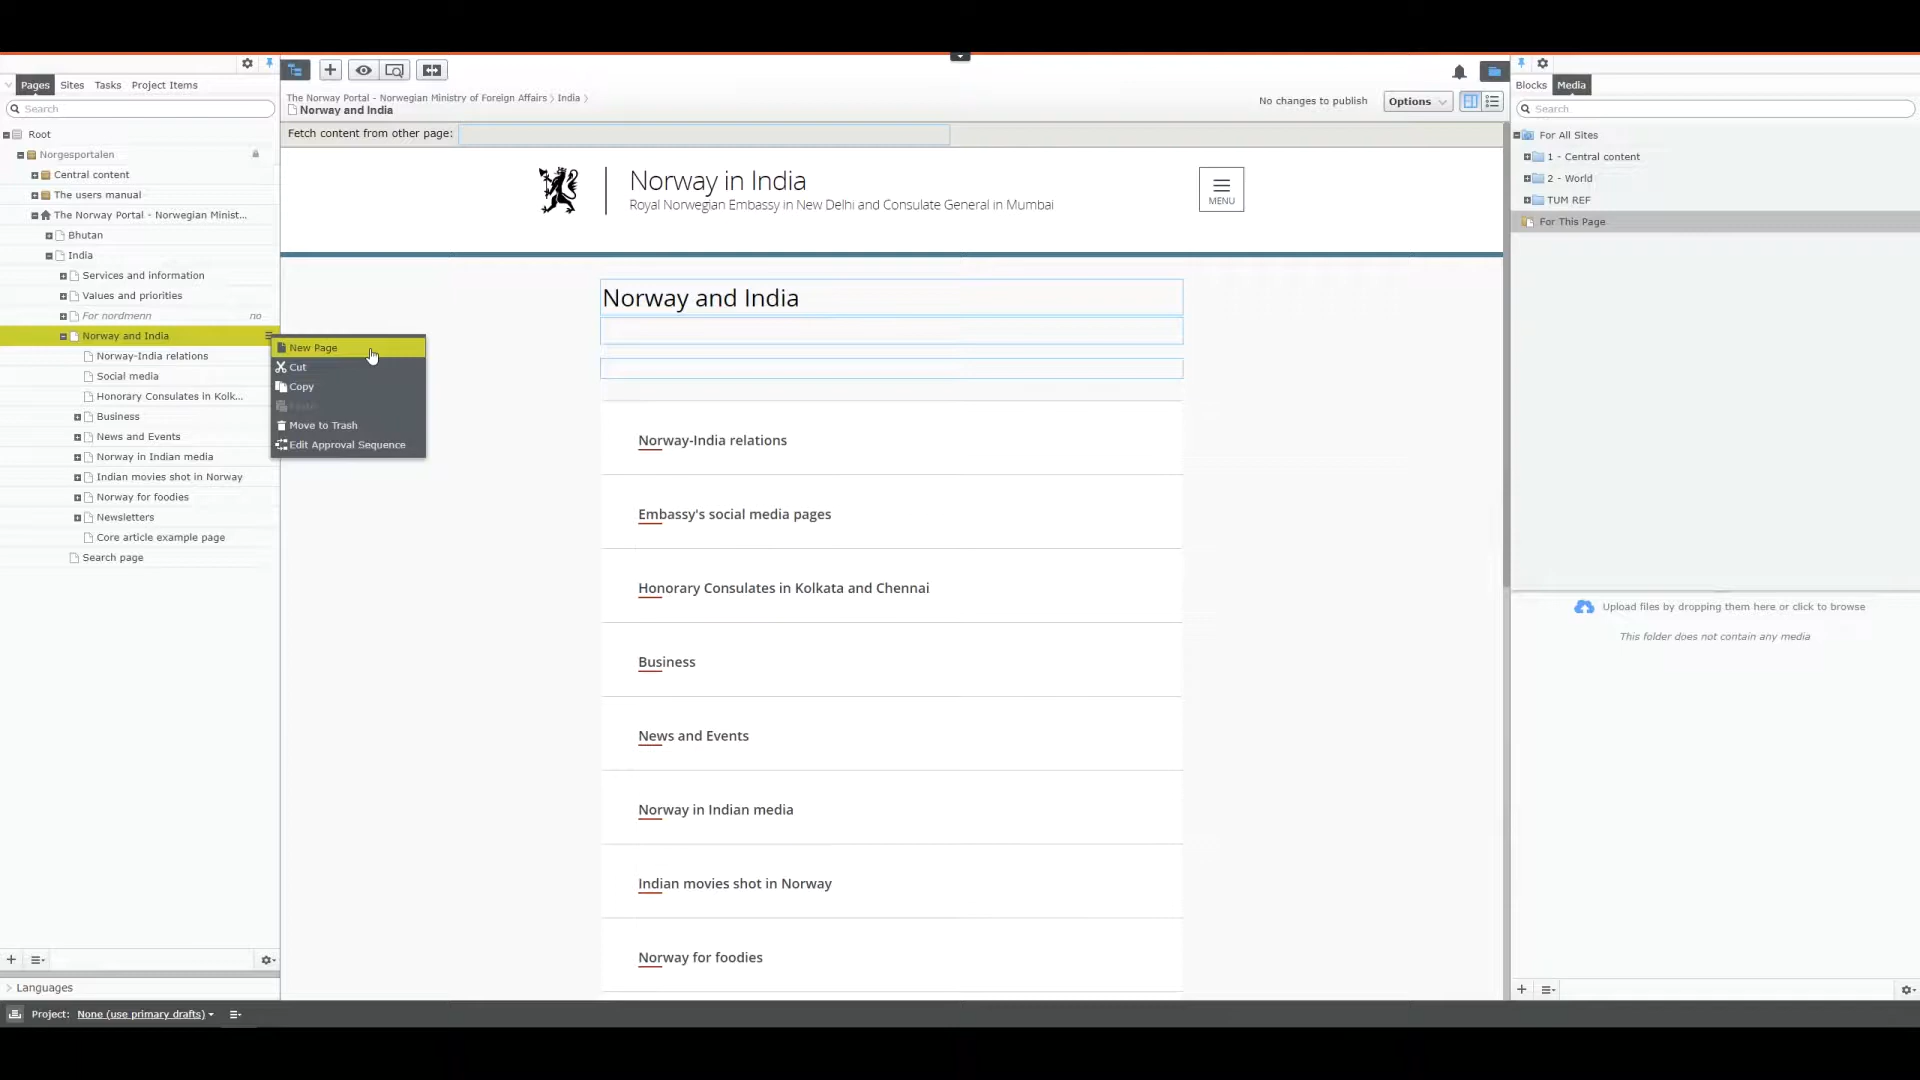 Pages Sites Tasks Project Items
Search
Root
Norgesportalen
Central content
The users manual
The Norway Portal - Norwegian Minist...
Bhutan
India
Services and information
Values and priorities
For nordmenn no
Norway and India
Norway-India relations
Social media
Honorary Consulates in Kolk...
Business
News and Events
Norway in Indian media
Indian movies shot in Norway
Norway for foodies
Newsletters
Core article example page
Search page
Languages
New Page
Cut
Copy
Paste
Move to Trash
Edit Approval Sequence
The Norway Portal - Norwegian Ministry of Foreign Affairs India
Norway and India
No changes to publish Options
Fetch content from other page:
Norway in India
Royal Norwegian Embassy in New Delhi and Consulate General in Mumbai
MENU
Norway and India
Norway-India relations
Embassy's social media pages
Honorary Consulates in Kolkata and Chennai
Business
News and Events
Norway in Indian media
Indian movies shot in Norway
Norway for foodies
Blocks Media
Search
For All Sites
1 - Central content
2 - World
TUM REF
For This Page
Upload files by dropping them here or click to browse
This folder does not contain any media
Project: None (use primary drafts)